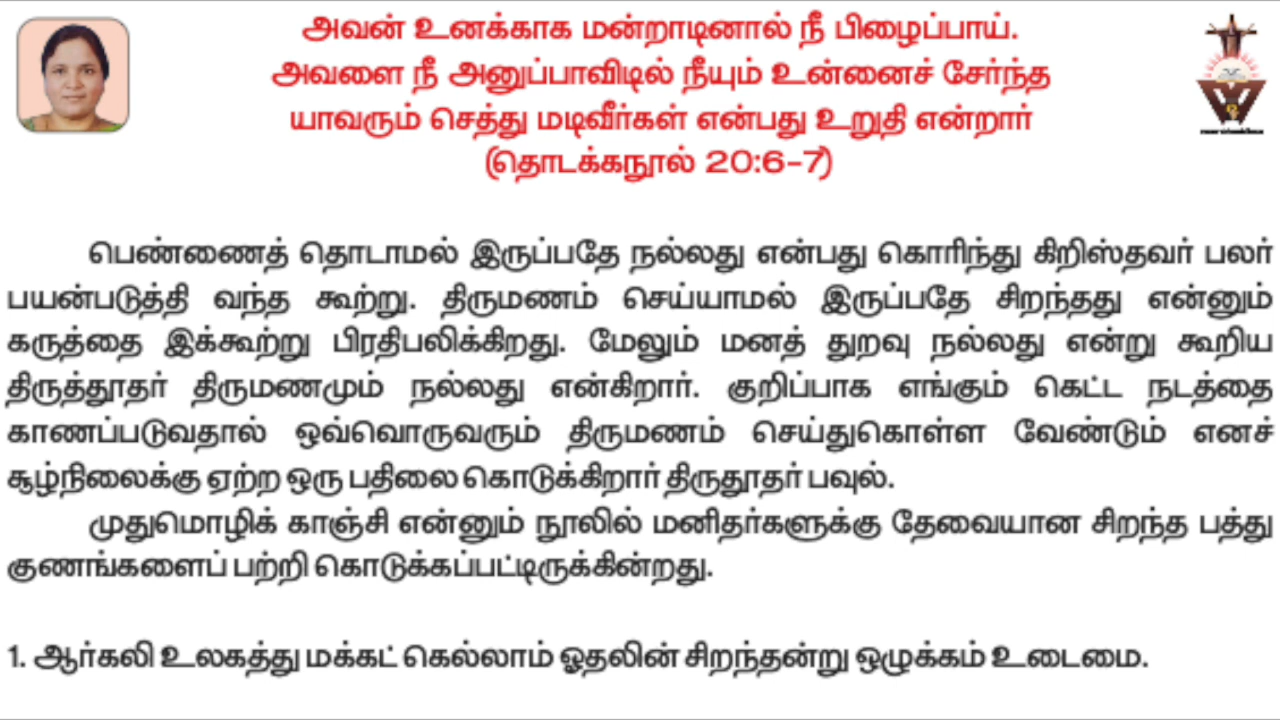 அவன் உனக்காக மன்றாடினால் நீ பிழைப்பாய்.
அவளை நீ அனுப்பாவிடில் நீயும் உன்னைச் சேர்ந்த
யாவரும் செத்து மடிவீர்கள் என்பது உறுதி என்றார்
(தொடக்கநூல் 20:6-7)
பெண்ணைத் தொடாமல் இருப்பதே நல்லது என்பது கொரிந்து கிறிஸ்தவர் பலர்
பயன்படுத்தி வந்த கூற்று. திருமணம் செய்யாமல் இருப்பதே சிறந்தது என்னும்
கருத்தை இக்கூற்று பிரதிபலிக்கிறது. மேலும் மனத் துறவு நல்லது என்று கூறிய
திருத்தூதர் திருமணமும் நல்லது என்கிறார். குறிப்பாக எங்கும் கெட்ட நடத்தை
காணப்படுவதால் ஒவ்வொருவரும் திருமணம் செய்துகொள்ள வேண்டும் எனச்
சூழ்நிலைக்கு ஏற்ற ஒரு பதிலை கொடுக்கிறார் திருதூதர் பவுல்.
முதுமொழிக் காஞ்சி என்னும் நூலில் மனிதர்களுக்கு தேவையான சிறந்த பத்து
குணங்களைப் பற்றி கொடுக்கப்பட்டிருக்கின்றது.
1. ஆர்கலி உலகத்து மக்கட் கெல்லாம் ஓதலின் சிறந்தன்று ஒழுக்கம் உடைமை.